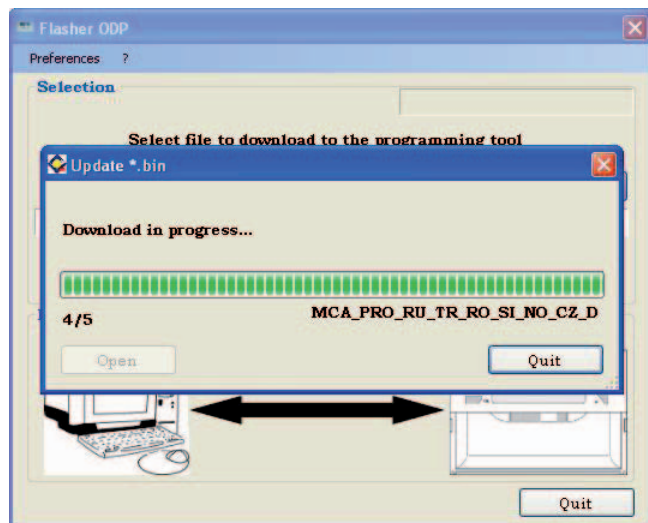 Flasher ODP
Preferences ?
Selection
Select file to download to the programming tool
Update *.bin
Download in progress...
4/5 MCA_PRO_RU_TR_RO_SI_NO_CZ_D
Open Quit
Quit